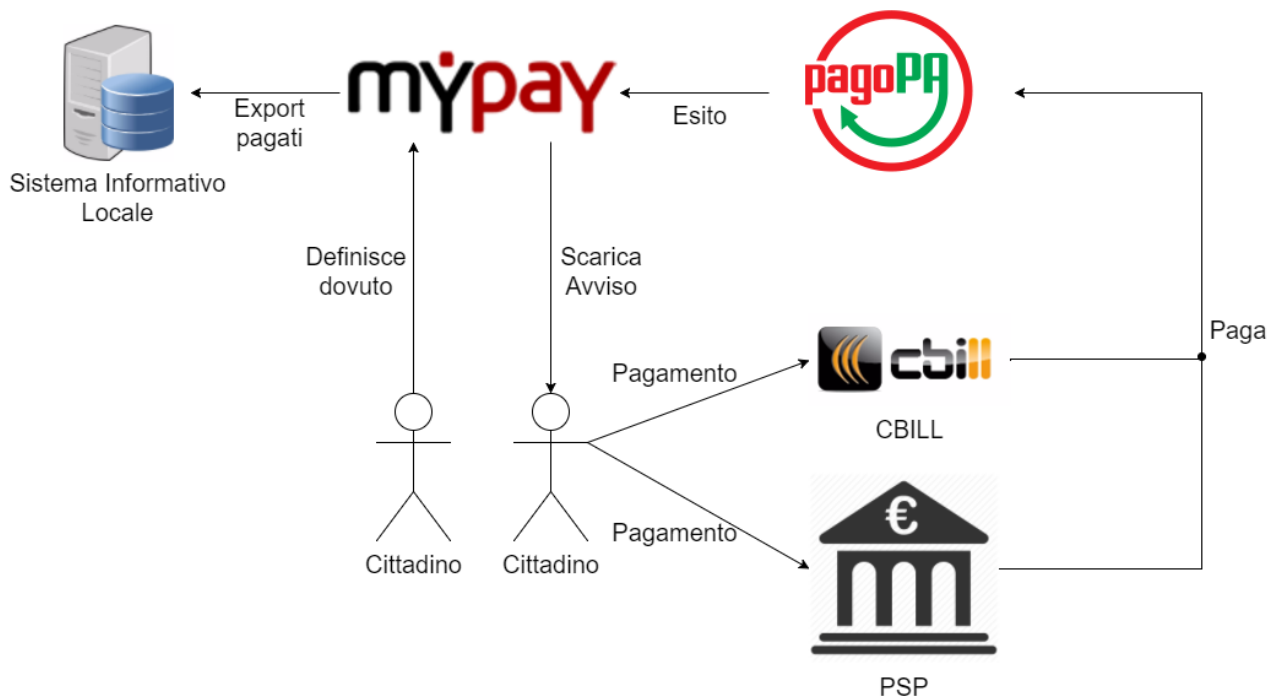 mypay
pagoPA
Export
pagati
Esito
Sistema Informativo
Locale
Definisce
dovuto
Scarica
Avviso
Paga
Pagamento
cbill
CBILL
Pagamento
€
Cittadino
Cittadino
PSP